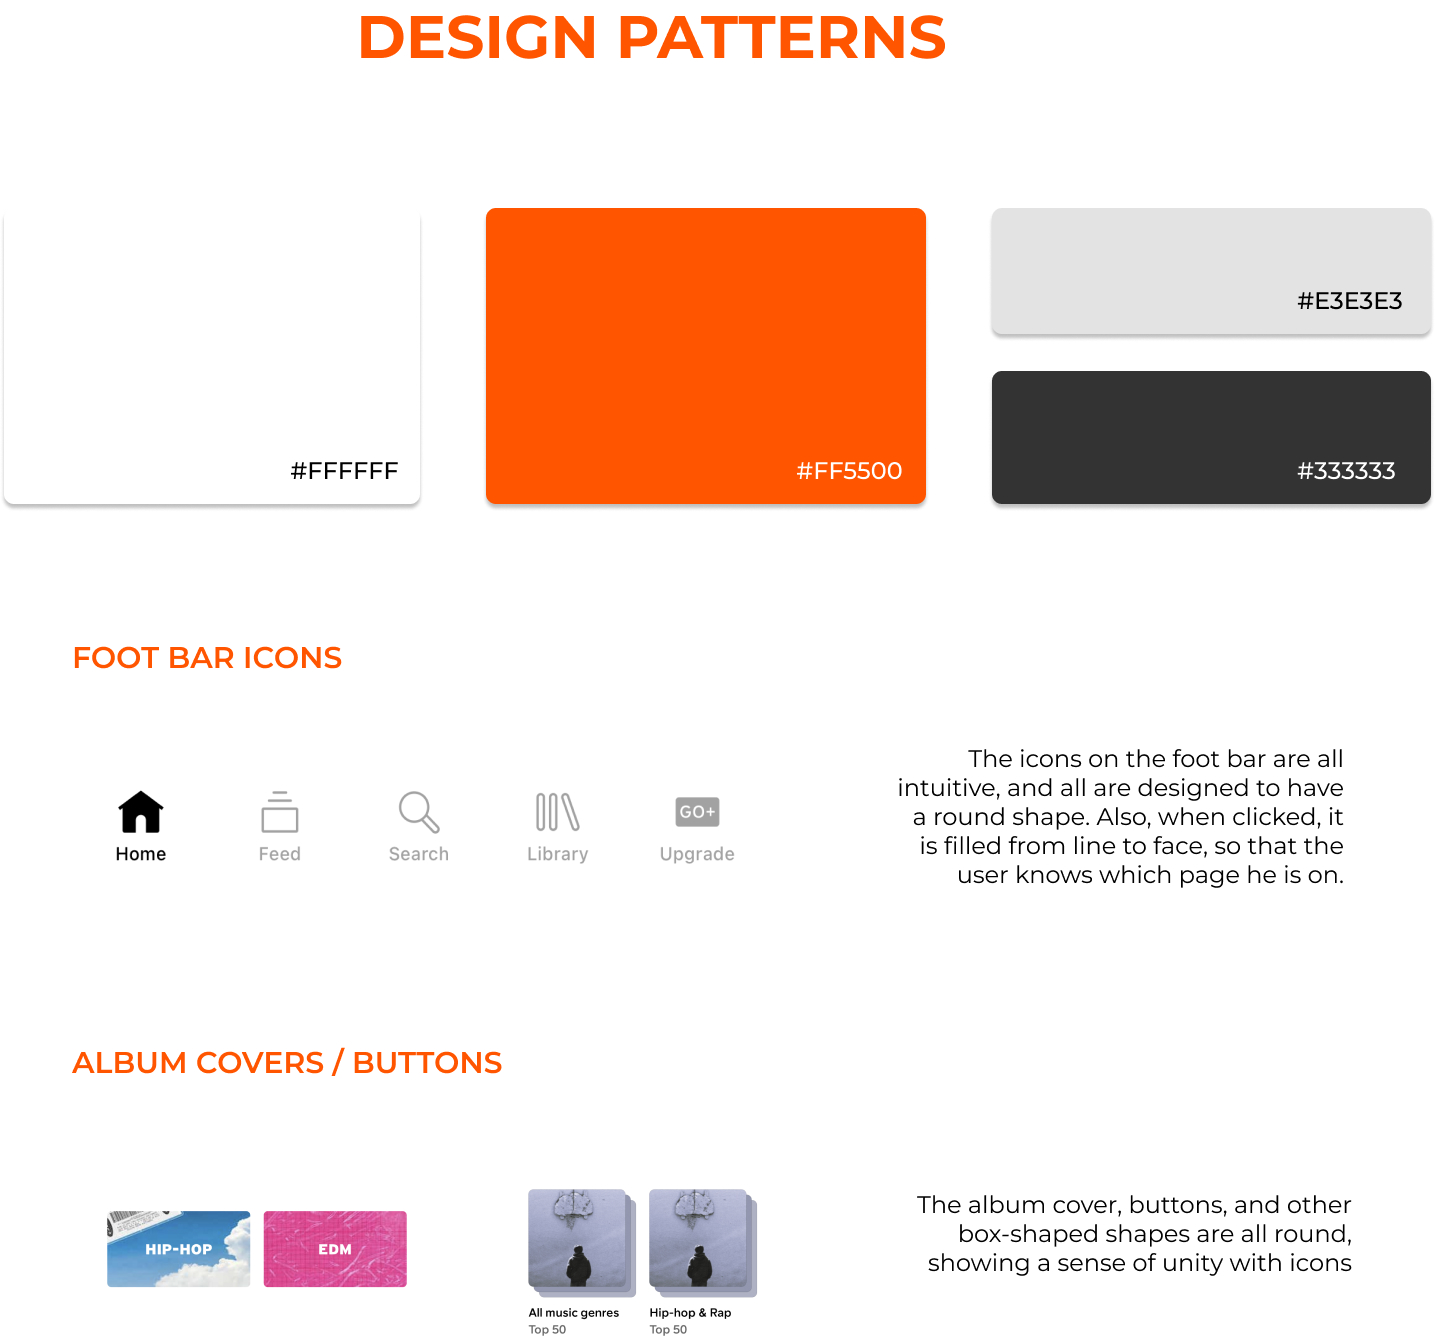 DESIGN PATTERNS
#FFFFFF
#FF5500
#E3E3E3
#333333
FOOT BAR ICONS
Home
Feed
Search
Library
GO+
Upgrade
The icons on the foot bar are all
intuitive, and all are designed to have
a round shape. Also, when clicked, it
is filled from line to face, so that the
user knows which page he is on.
ALBUM COVERS / BUTTONS
HIP-HOP
EDM
All music genres
Top 50
Hip-hop & Rap
Top 50
The album cover, buttons, and other
box-shaped shapes are all round,
showing a sense of unity with icons